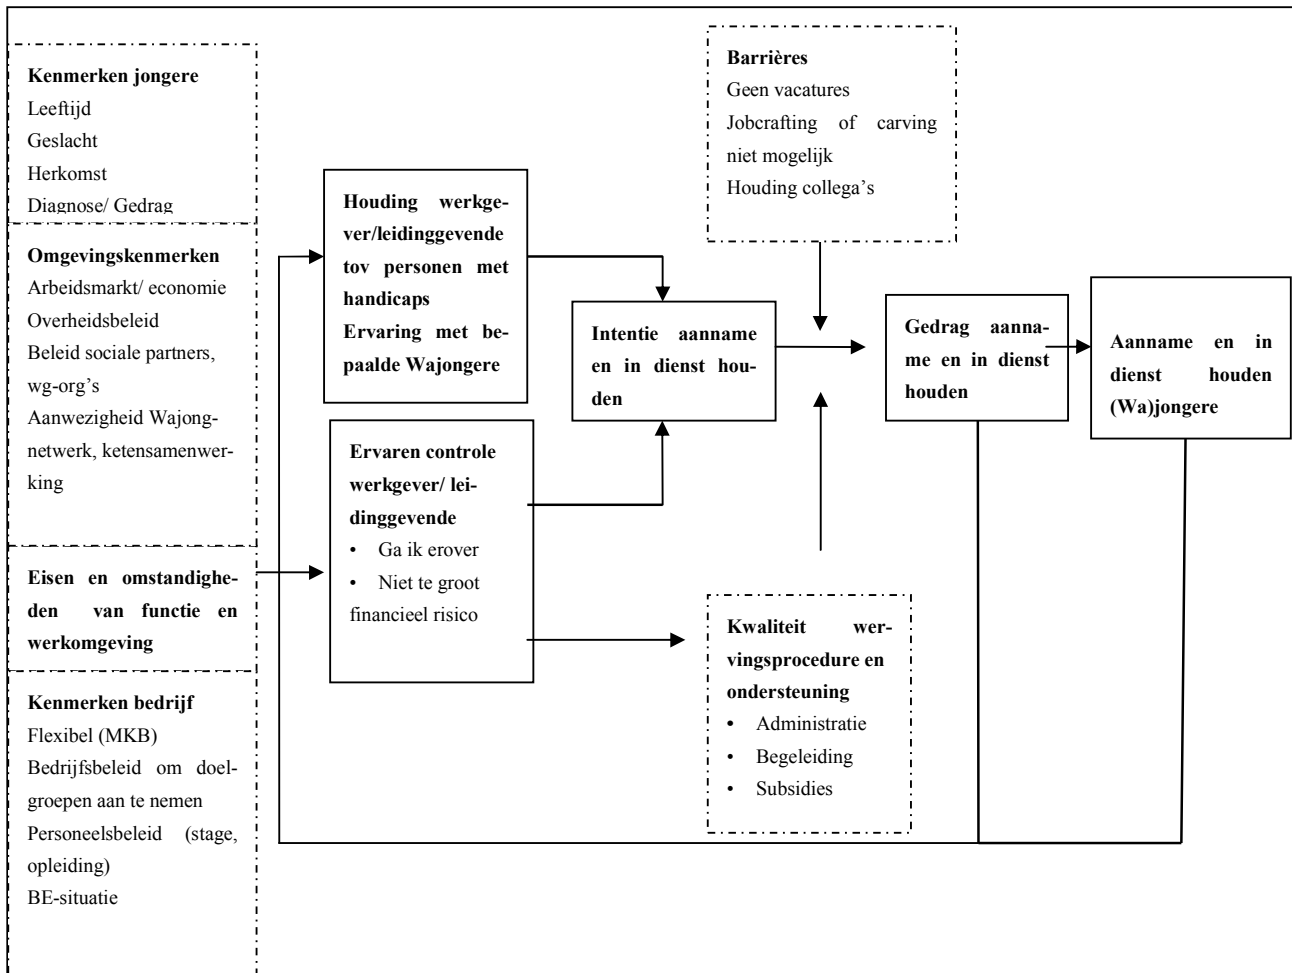 Kenmerken jongere
Leeftijd
Geslacht
Herkomst
Diagnose/ Gedrag
Omgevingskenmerken
Arbeidsmarkt/ economie
Overheidsbeleid
Beleid sociale partners,
wg-org's
Aanwezigheid Wajong-
netwerk, ketensamenwer-
king
Eisen en omstandighe-
den van functie en
werkomgeving
Kenmerken bedrijf
Flexibel (MKB)
Bedrijfsbeleid om doel-
groepen aan te nemen
Personeelsbeleid (stage,
opleiding)
BE-situatie
Houding werkge-
ver/leidinggevende
tov personen met
handicaps
Ervaring met be-
paalde Wajongere
Ervaren controle
werkgever/ lei-
dinggevende
• Ga ik erover
• Niet te groot
financieel risico
Intentie aanname
en in dienst hou-
den
Barrières
Geen vacatures
Jobcrafting of carving
niet mogelijk
Houding collega's
Kwaliteit wer-
vingsprocedure en
ondersteuning
• Administratie
• Begeleiding
• Subsidies
Gedrag aanna-
me en in dienst
houden
Aanname en in
dienst houden
(Wa)jongere